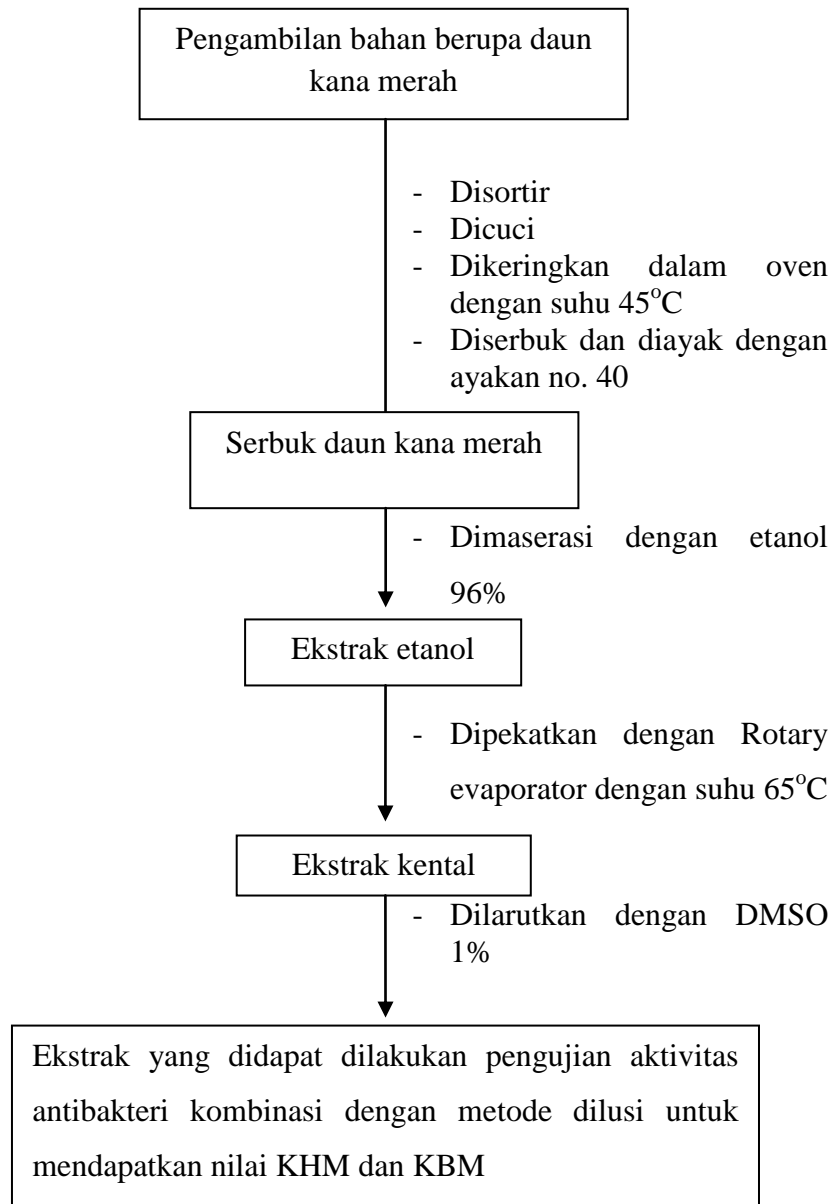 Pengambilan bahan berupa daun
kana merah
- Disortir
- Dicuci
- Dikeringkan dalam oven
dengan suhu 45°C
- Diserbuk dan diayak dengan
ayakan no. 40
Serbuk daun kana merah
- Dimaserasi dengan etanol
96%
Ekstrak etanol
- Dipekatkan dengan Rotary
evaporator dengan suhu 65°C
Ekstrak kental
- Dilarutkan dengan DMSO
1%
Ekstrak yang didapat dilakukan pengujian aktivitas
antibakteri kombinasi dengan metode dilusi untuk
mendapatkan nilai KHM dan KBM